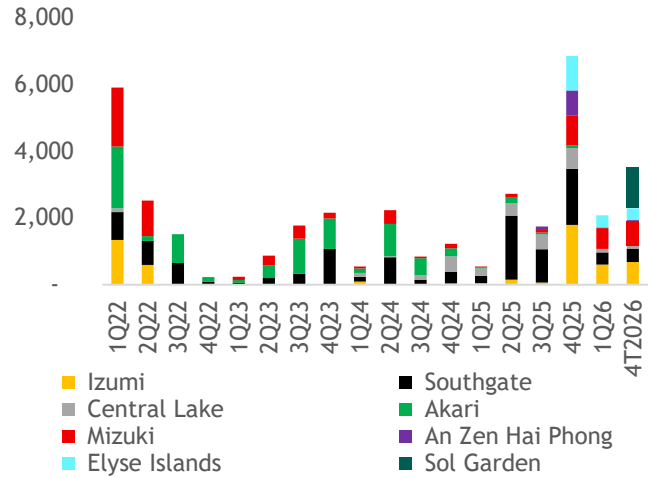 8,000
6,000
4,000
2,000
-
1Q22
2Q22
3Q22
4Q22
1Q23
2Q23
3Q23
4Q23
1Q24
2Q24
3Q24
4Q24
1Q25
2Q25
3Q25
4Q25
1Q26
4T2026
Izumi
Southgate
Central Lake
Akari
Mizuki
An Zen Hai Phong
Elyse Islands
Sol Garden